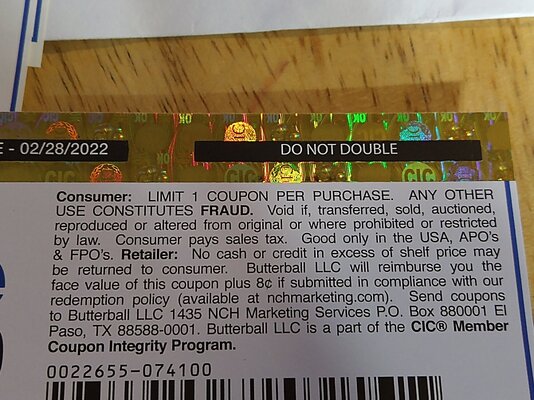 E - 02/28/2022 DO NOT DOUBLE
Consumer: LIMIT 1 COUPON PER PURCHASE. ANY OTHER
USE CONSTITUTES FRAUD. Void if, transferred, sold, auctioned,
reproduced or altered from original or where prohibited or restricted
by law. Consumer pays sales tax. Good only in the USA, APO's
& FPO's. Retailer: No cash or credit in excess of shelf price may
be returned to consumer. Butterball LLC will reimburse you the
face value of this coupon plus 8¢ if submitted in compliance with our
redemption policy (available at nchmarketing.com). Send coupons
to Butterball LLC 1435 NCH Marketing Services P.O. Box 880001 El
Paso, TX 88588-0001. Butterball LLC is a part of the CIC® Member
Coupon Integrity Program.
0022655-074100